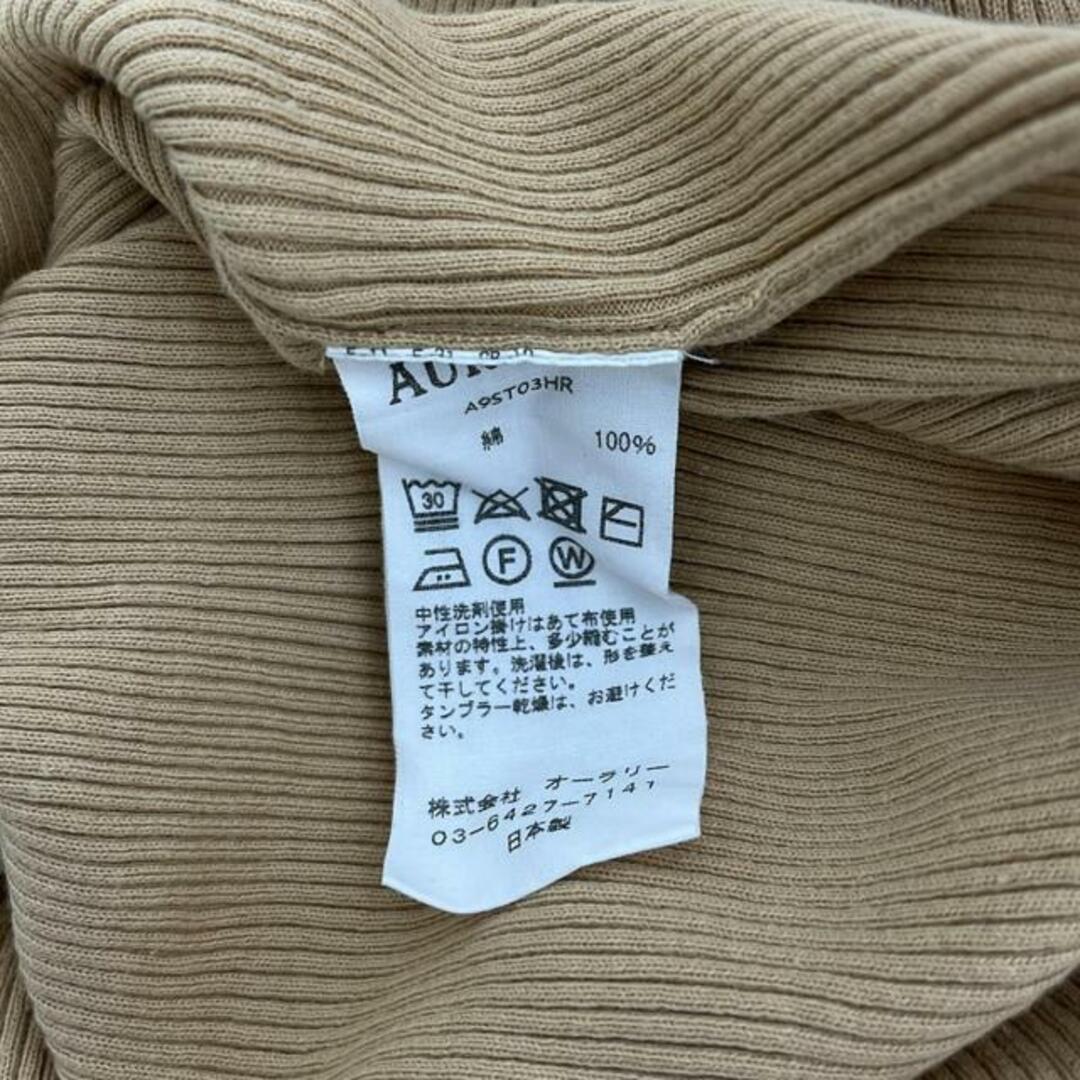 A9ST03HR
綿 100%
30
F W
中性洗剤使用
アイロン掛けはあて布使用
素材の特性上、多少縮むことが
あります。洗濯後は、形を整え
て干してください。
タンブラー乾燥は、お避けくだ
さい。
株式会社 オーラリー
03-6427-7141
日本製